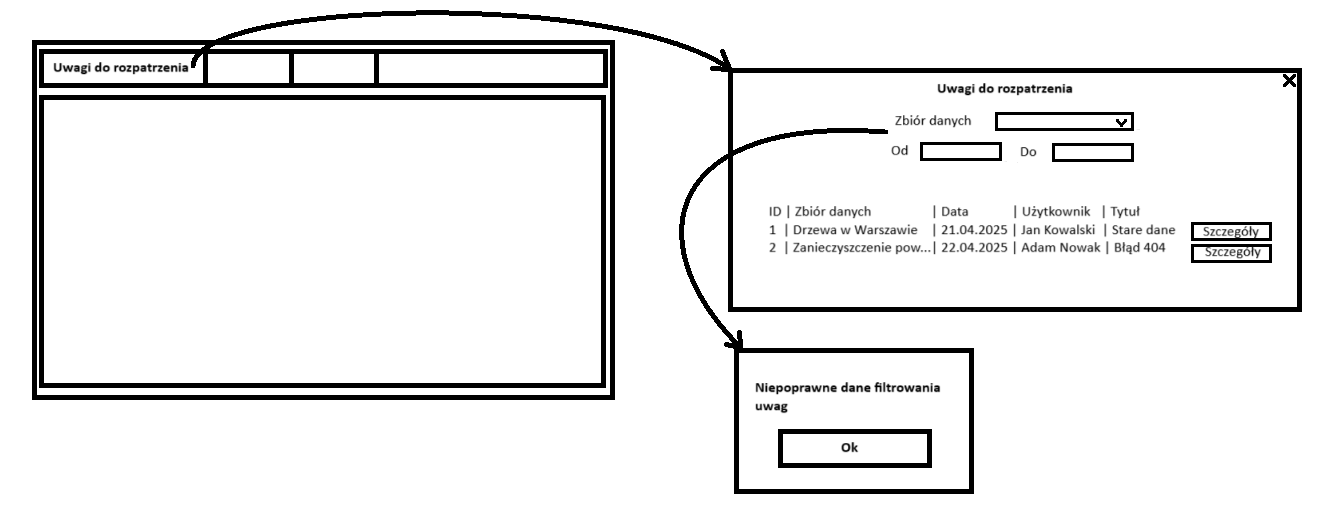 Uwagi do rozpatrzenia
Uwagi do rozpatrzenia
Zbiór danych
Od Do
ID | Zbiór danych | Data | Użytkownik | Tytuł
1 | Drzewa w Warszawie | 21.04.2025 | Jan Kowalski | Stare dane Szczegóły
2 | Zanieczyszczenie pow... | 22.04.2025 | Adam Nowak | Błąd 404 Szczegóły
Niepoprawne dane filtrowania
uwag
Ok